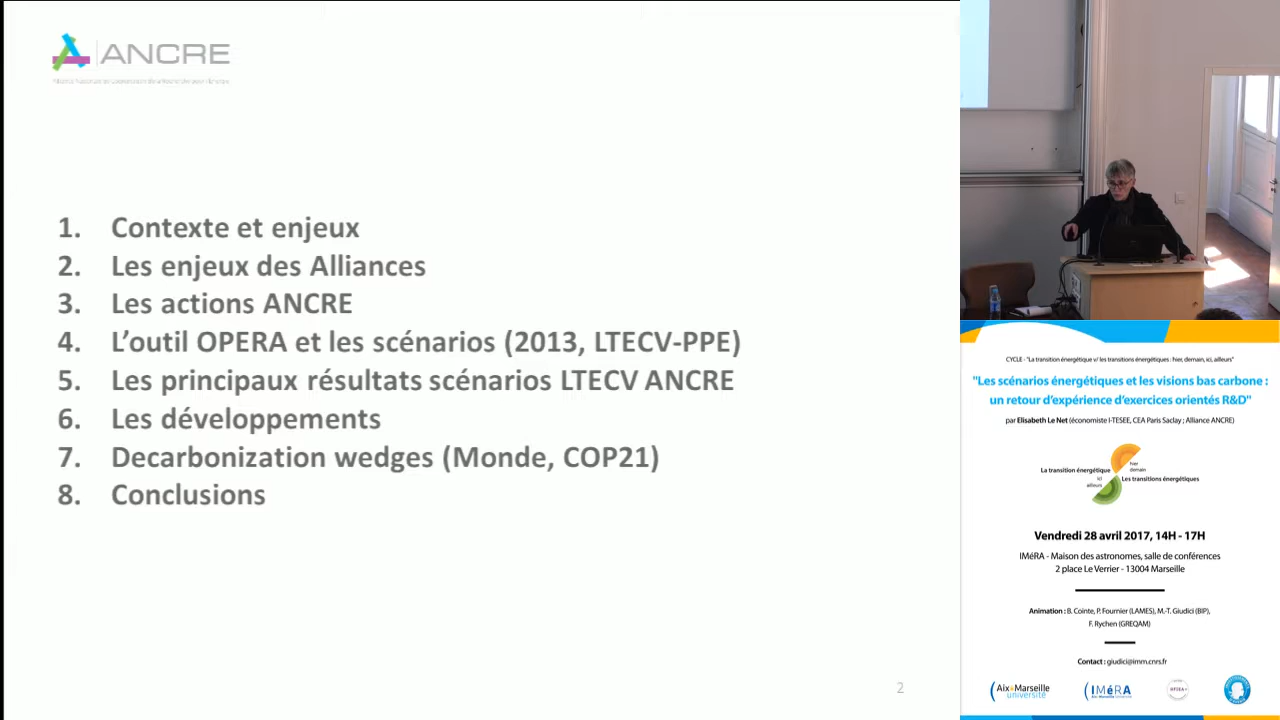 ANCRE
1. Contexte et enjeux
2. Les enjeux des Alliances
3. Les actions ANCRE
4. L’outil OPERA et les scénarios (2013, LTECV-PPE)
5. Les principaux résultats scénarios LTECV ANCRE
6. Les développements
7. Decarbonization wedges (Monde, COP21)
8. Conclusions
2
CYCLE - "La transition énergétique v/ les transitions énergétiques : hier, demain, ici, ailleurs"
"Les scénarios énergétiques et les visions bas carbone :
un retour d'expérience d'exercices orientés R&D"
par Elisabeth Le Net (économiste I-TESEE, CEA Paris Saclay ; Alliance ANCRE)
La transition énergétique
hier
demain
ici
ailleurs
Les transitions énergétiques
Vendredi 28 avril 2017, 14H - 17H
IMéRA - Maison des astronomes, salle de conférences
2 place Le Verrier - 13004 Marseille
Animation : B. Cointe, P. Fournier (LAMES), M.-T. Giudici (BIP),
F. Rychen (GREQAM)
Contact : giudici@imm.cnrs.fr
Aix Marseille
université
IMéRA